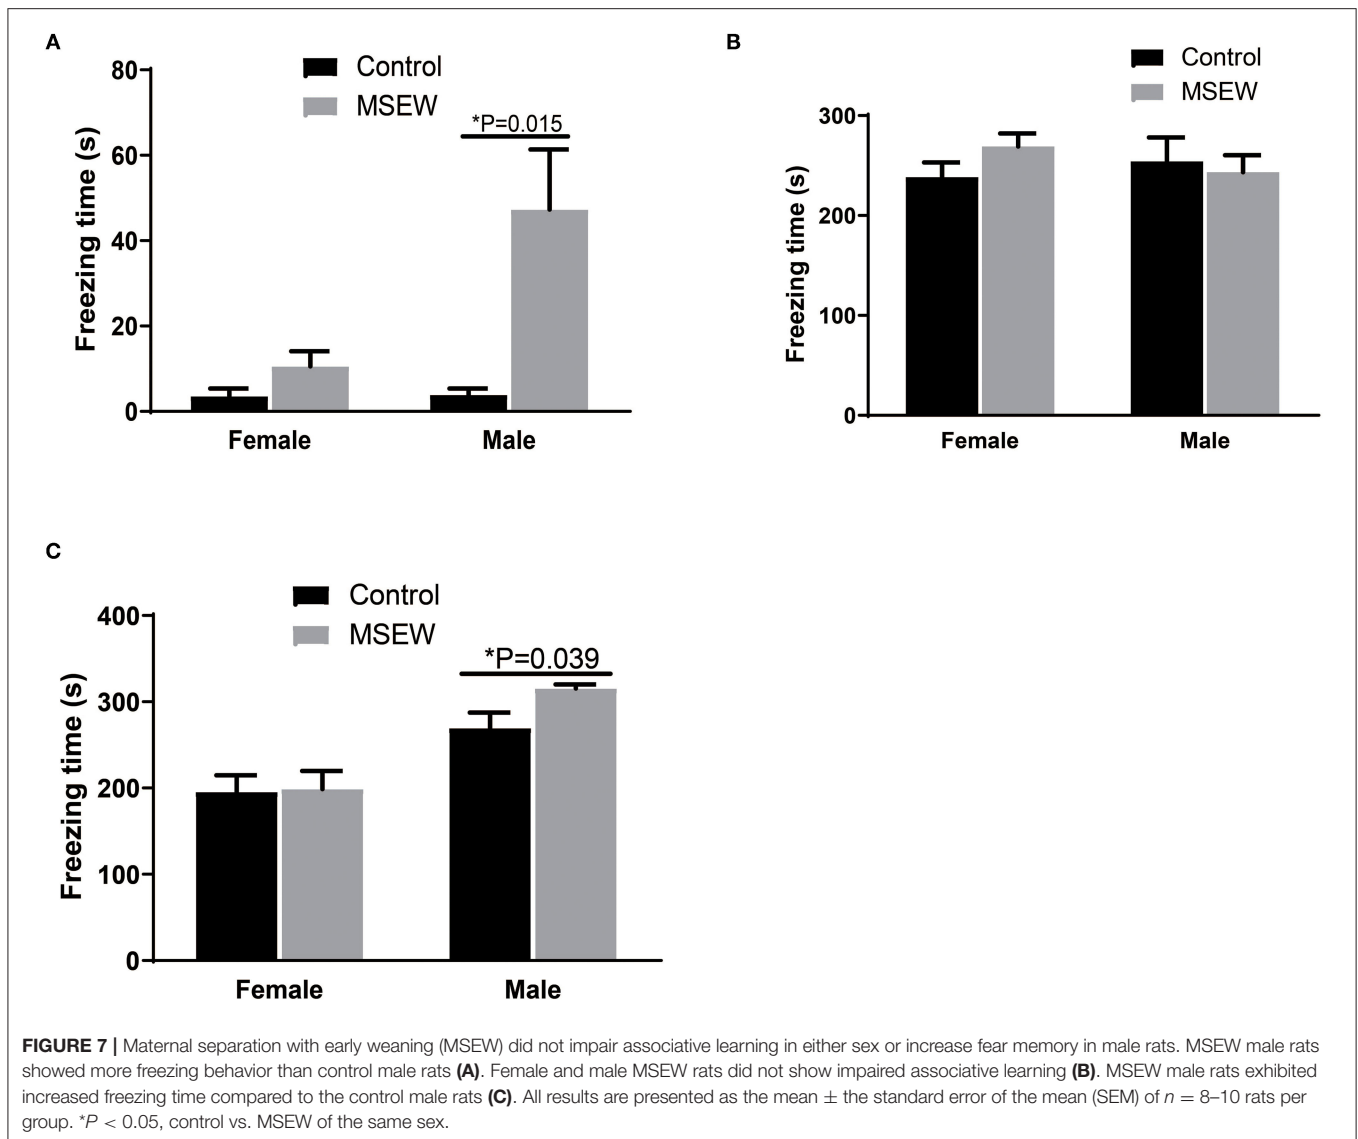 A
Control
MSEW
*P=0.015
80
60
40
20
0
Freezing time (s)
Female
Male
B
Control
MSEW
300
200
100
0
Freezing time (s)
Female
Male
C
Control
MSEW
*P=0.039
400
300
200
100
0
Freezing time (s)
Female
Male
FIGURE 7 | Maternal separation with early weaning (MSEW) did not impair associative learning in either sex or increase fear memory in male rats. MSEW male rats
showed more freezing behavior than control male rats (A). Female and male MSEW rats did not show impaired associative learning (B). MSEW male rats exhibited
increased freezing time compared to the control male rats (C). All results are presented as the mean ± the standard error of the mean (SEM) of n = 8–10 rats per
group. *P < 0.05, control vs. MSEW of the same sex.